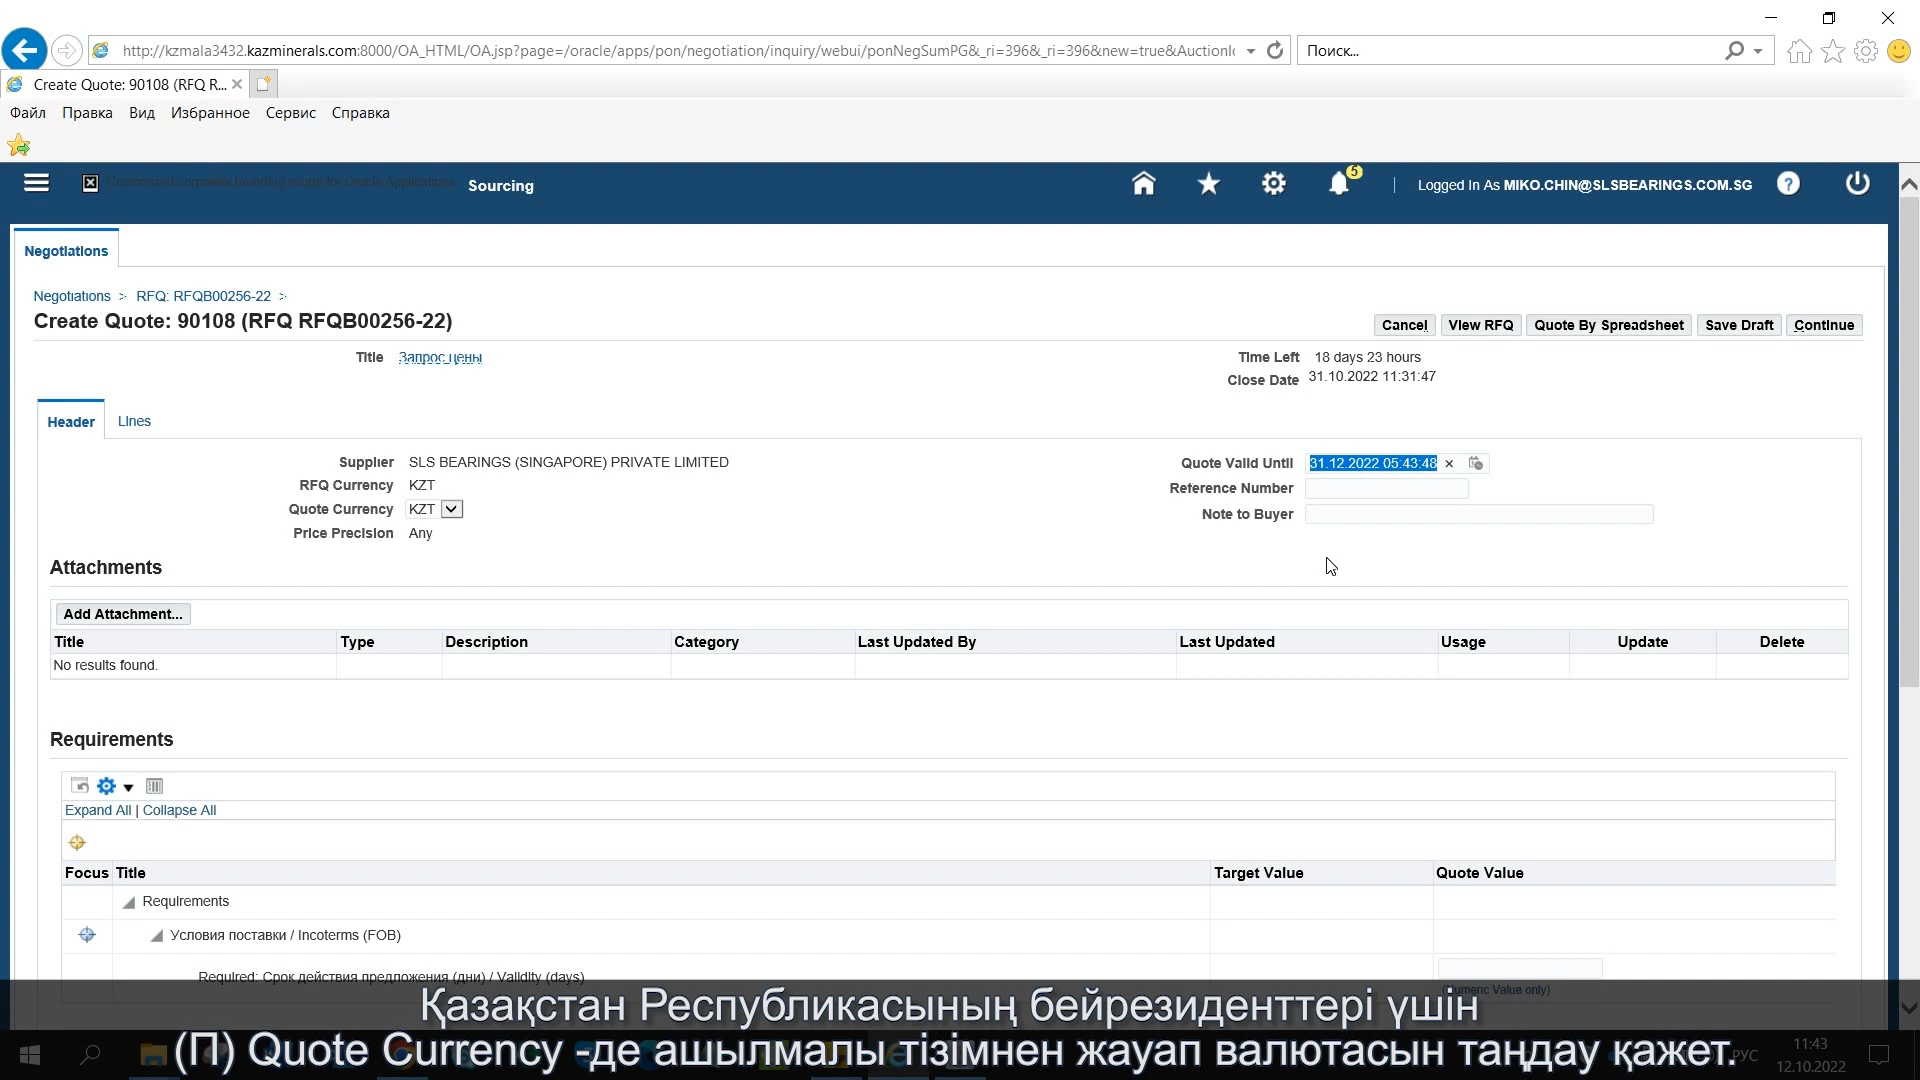 http://kzmala3432.kazminerals.com:8000/OA_HTML/OA.jsp?page=/oracle/apps/pon/negotiation/inquiry/webui/ponNegSumPG&_ri=396&_ri=396&new=true&AuctionIc
Поиск...
Create Quote: 90108 (RFQ R...
Файл Правка Вид Избранное Сервис Справка
Sourcing
5
Logged In As MIKO.CHIN@SLSBEARINGS.COM.SG
Negotiations
Negotiations > RFQ: RFQB00256-22 >
Create Quote: 90108 (RFQ RFQB00256-22)
Cancel View RFQ Quote By Spreadsheet Save Draft Continue
Title Запрос цены
Time Left 18 days 23 hours
Close Date 31.10.2022 11:31:47
Header Lines
Supplier SLS BEARINGS (SINGAPORE) PRIVATE LIMITED
RFQ Currency KZT
Quote Currency KZT
Price Precision Any
Quote Valid Until 31.12.2022 05:43:48
Reference Number
Note to Buyer
Attachments
Add Attachment...
Title Type Description Category Last Updated By Last Updated Usage Update Delete
No results found.
Requirements
Expand All | Collapse All
Focus Title Target Value Quote Value
Requirements
Условия поставки / Incoterms (FOB)
Required: Срок действия предложения (дни) / Validity (days)
(Numeric Value only)
Қазақстан Республикасының бейрезиденттері үшін
(П) Quote Currency -де ашылмалы тізімнен жауап валютасын таңдау қажет.
РУС
11:43
12.10.2022